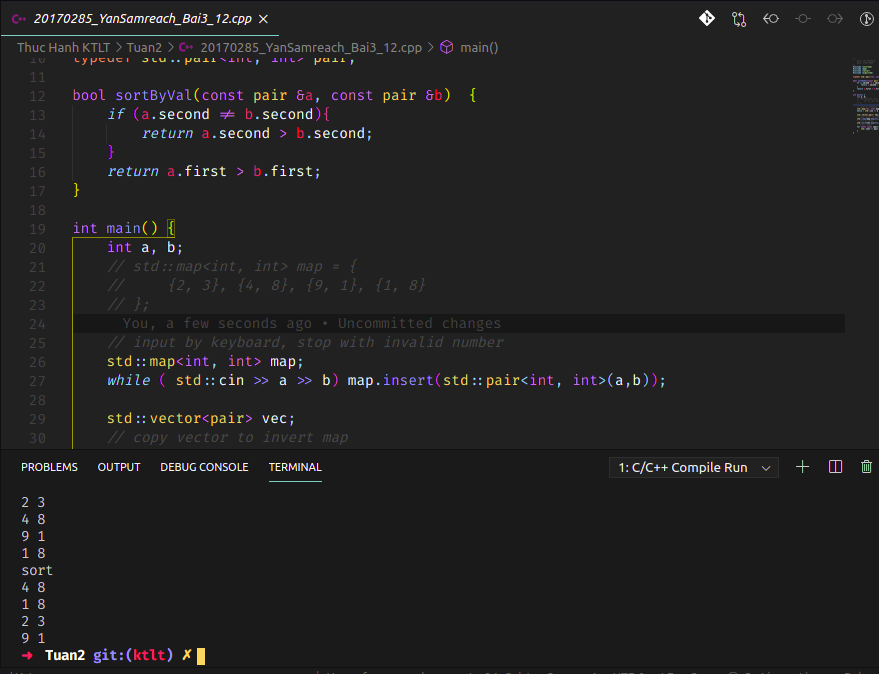 20170285_YanSamreach_Bai3_12.cpp ×
Thuc Hanh KTLT > Tuan2 > 20170285_YanSamreach_Bai3_12.cpp > main()
10 typedef std::pair<int, int> pair;
11
12 bool sortByVal(const pair &a, const pair &b) {
13 if (a.second ≠ b.second){
14 return a.second > b.second;
15 }
16 return a.first > b.first;
17 }
18
19 int main() {
20 int a, b;
21 // std::map<int, int> map = {
22 // {2, 3}, {4, 8}, {9, 1}, {1, 8}
23 // };
24 You, a few seconds ago • Uncommitted changes
25 // input by keyboard, stop with invalid number
26 std::map<int, int> map;
27 while ( std::cin >> a >> b) map.insert(std::pair<int, int>(a,b));
28
29 std::vector<pair> vec;
30 // copy vector to invert map
PROBLEMS OUTPUT DEBUG CONSOLE TERMINAL 1: C/C++ Compile Run
2 3
4 8
9 1
1 8
sort
4 8
1 8
2 3
9 1
→ Tuan2 git:(ktlt) ✗